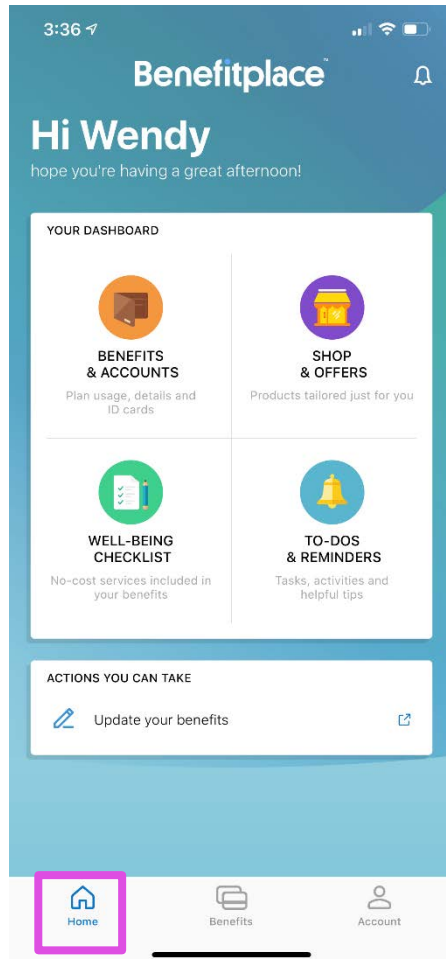 3:36
Benefitplace™
Hi Wendy
hope you're having a great afternoon!
YOUR DASHBOARD
BENEFITS
& ACCOUNTS
Plan usage, details and
ID cards
SHOP
& OFFERS
Products tailored just for you
WELL-BEING
CHECKLIST
No-cost services included in
your benefits
TO-DOS
& REMINDERS
Tasks, activities and
helpful tips
ACTIONS YOU CAN TAKE
Update your benefits
Home
Benefits
Account